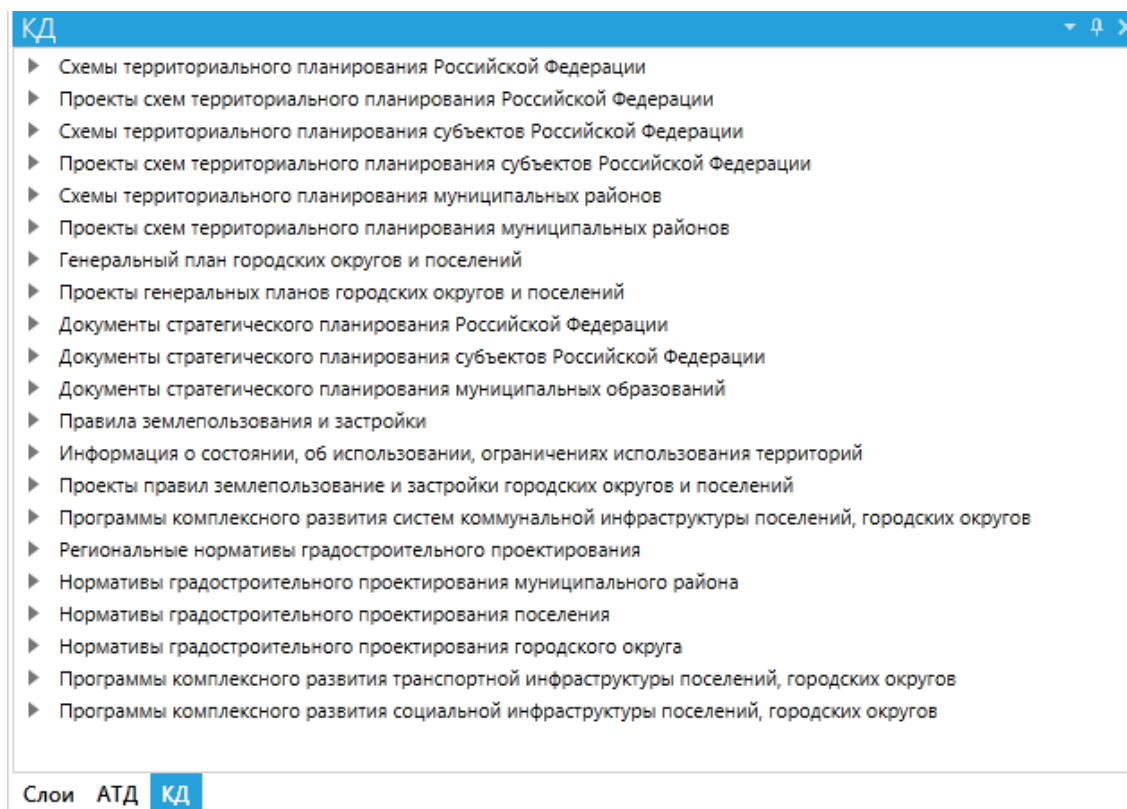 КД
Схемы территориального планирования Российской Федерации
Проекты схем территориального планирования Российской Федерации
Схемы территориального планирования субъектов Российской Федерации
Проекты схем территориального планирования субъектов Российской Федерации
Схемы территориального планирования муниципальных районов
Проекты схем территориального планирования муниципальных районов
Генеральный план городских округов и поселений
Проекты генеральных планов городских округов и поселений
Документы стратегического планирования Российской Федерации
Документы стратегического планирования субъектов Российской Федерации
Документы стратегического планирования муниципальных образований
Правила землепользования и застройки
Информация о состоянии, об использовании, ограничениях использования территорий
Проекты правил землепользование и застройки городских округов и поселений
Программы комплексного развития систем коммунальной инфраструктуры поселений, городских округов
Региональные нормативы градостроительного проектирования
Нормативы градостроительного проектирования муниципального района
Нормативы градостроительного проектирования поселения
Нормативы градостроительного проектирования городского округа
Программы комплексного развития транспортной инфраструктуры поселений, городских округов
Программы комплексного развития социальной инфраструктуры поселений, городских округов
Слои АТД КД